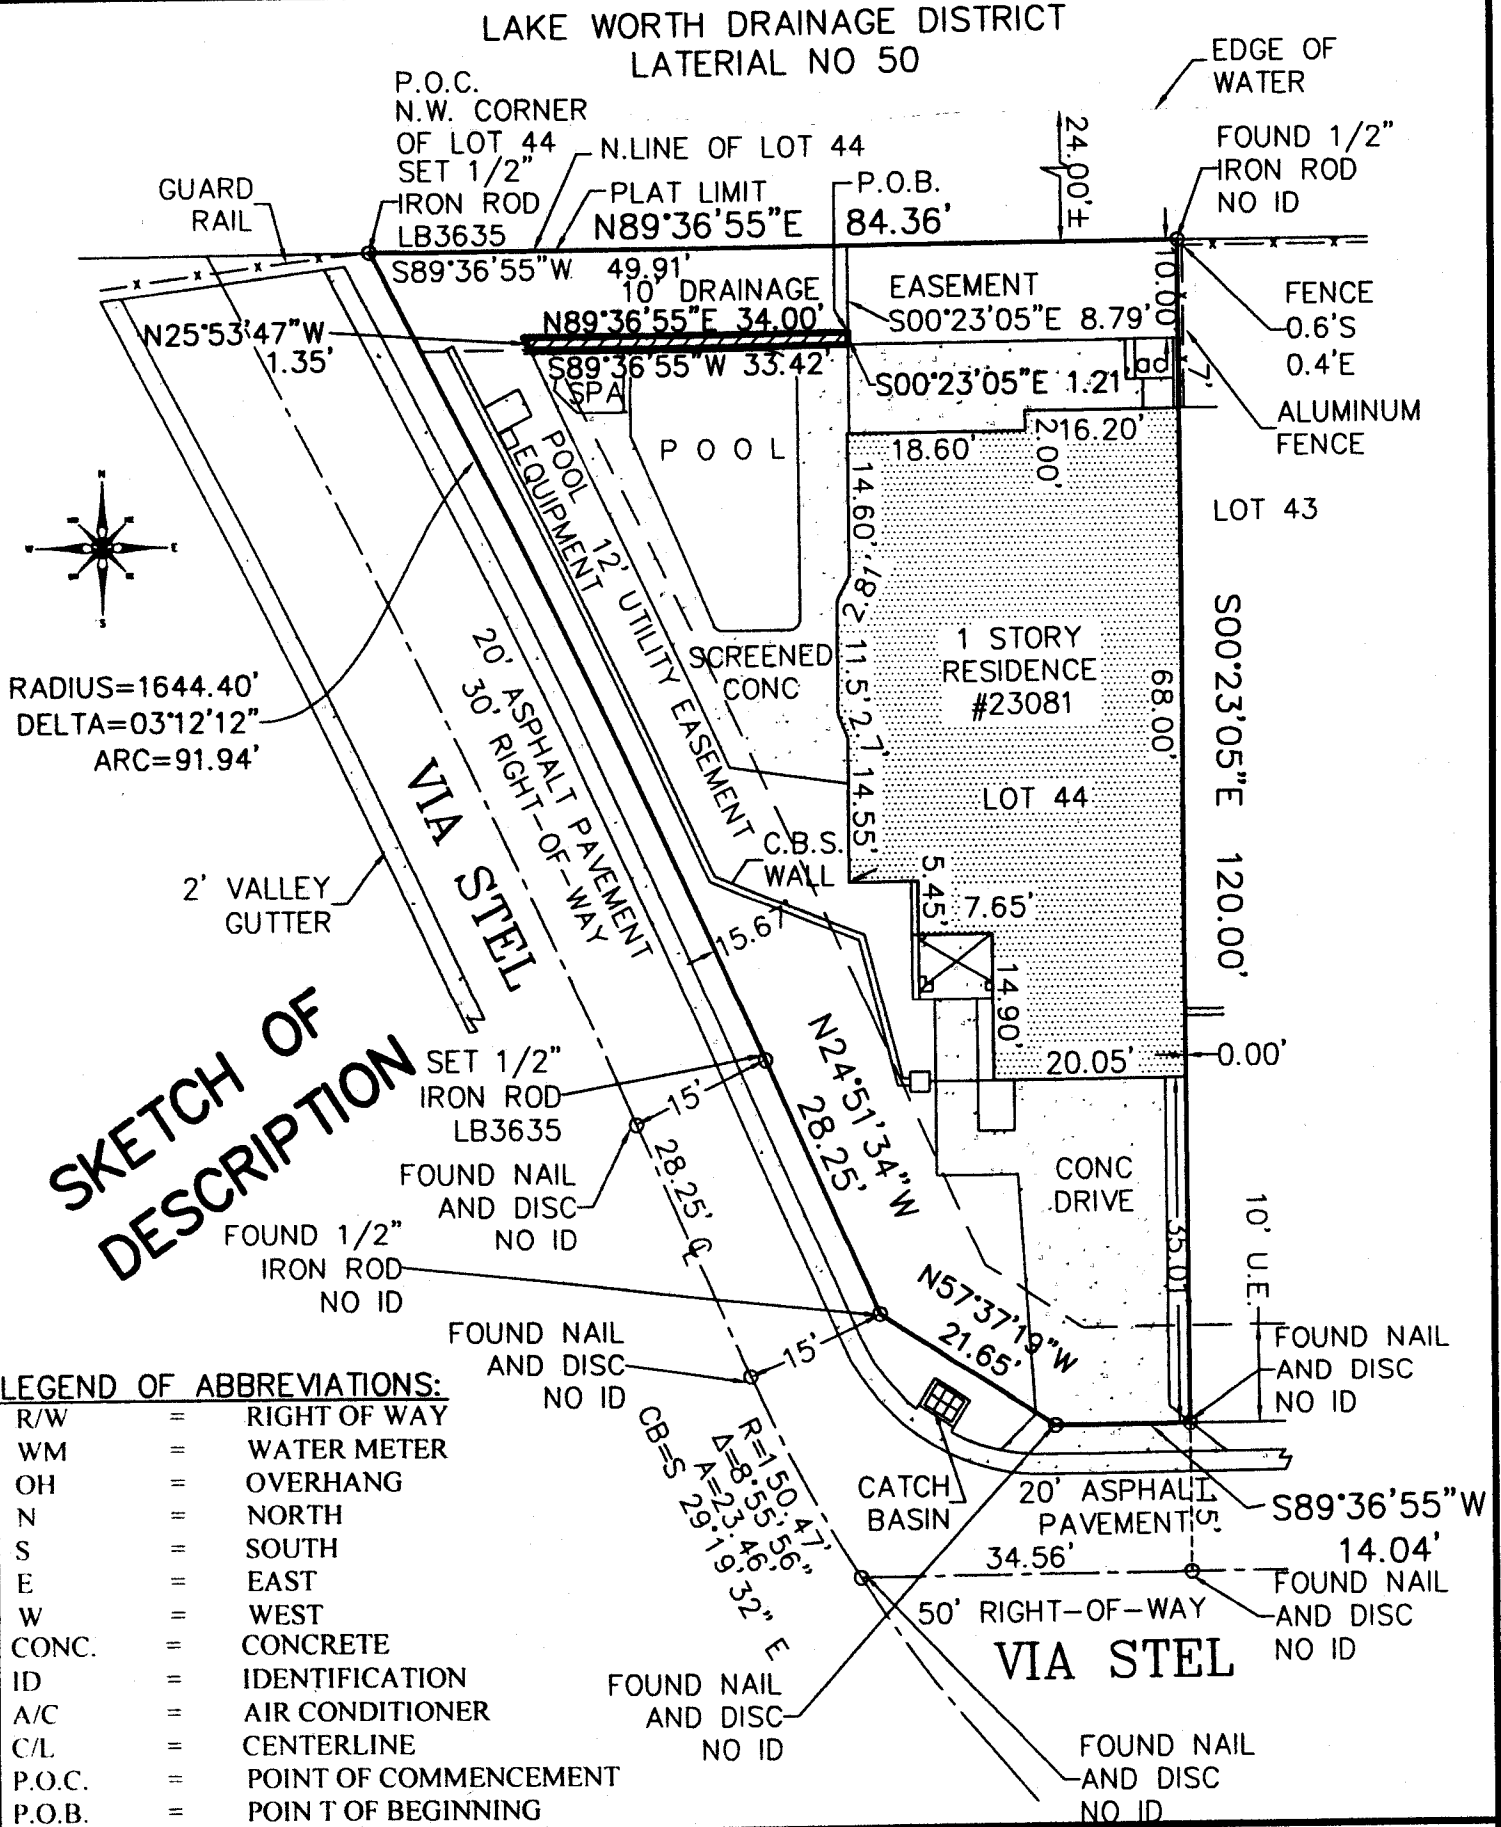 LAKE WORTH DRAINAGE DISTRICT
LATERIAL NO 50
EDGE OF
WATER
P.O.C.
N.W. CORNER
OF LOT 44
SET 1/2"
IRON ROD
LB3635
N.LINE OF LOT 44
PLAT LIMIT
N89°36'55"E 84.36'
P.O.B.
24.00'±
FOUND 1/2"
IRON ROD
NO ID
GUARD
RAIL
S89°36'55"W 49.91'
10' DRAINAGE EASEMENT
N89°36'55"E 34.00'
S00°23'05"E 8.79'
10.00'
FENCE
0.6'S
0.4'E
N25°53'47"W
1.35'
S89°36'55"W 33.42'
S00°23'05"E 1.21'
.7'
ALUMINUM
FENCE
SPA
POOL
18.60'
2.00'
16.20'
LOT 43
N
W
E
S
POOL
EQUIPMENT
12' UTILITY EASEMENT
14.60'
2.8'
11.5'
2.7'
14.55'
SCREENED
CONC
1 STORY
RESIDENCE
#23081
68.00'
S00°23'05"E 120.00'
LOT 44
RADIUS=1644.40'
DELTA=03°12'12"
ARC=91.94'
20' ASPHALT PAVEMENT
30' RIGHT-OF-WAY
VIA STEL
2' VALLEY
GUTTER
C.B.S.
WALL
5.45'
7.65'
15.67'
14.90'
20.05'
0.00'
SKETCH OF
DESCRIPTION
SET 1/2"
IRON ROD
LB3635
15'
N24°51'34"W
28.25'
FOUND NAIL
AND DISC
NO ID
28.25'
CONC
DRIVE
35.01'
10' U.E.
FOUND 1/2"
IRON ROD
NO ID
N57°37'19"W
21.65'
FOUND NAIL
AND DISC
NO ID
15'
FOUND NAIL
AND DISC
NO ID
R=150.47'
Δ=8°55'56"
A=23.46'
CB=S 29°19'32" E
CATCH
BASIN
20' ASPHALT
PAVEMENT
15'
S89°36'55"W
14.04'
34.56'
FOUND NAIL
AND DISC
NO ID
50' RIGHT-OF-WAY
VIA STEL
FOUND NAIL
AND DISC
NO ID
FOUND NAIL
AND DISC
NO ID
LEGEND OF ABBREVIATIONS:
R/W = RIGHT OF WAY
WM = WATER METER
OH = OVERHANG
N = NORTH
S = SOUTH
E = EAST
W = WEST
CONC. = CONCRETE
ID = IDENTIFICATION
A/C = AIR CONDITIONER
C/L = CENTERLINE
P.O.C. = POINT OF COMMENCEMENT
P.O.B. = POIN T OF BEGINNING